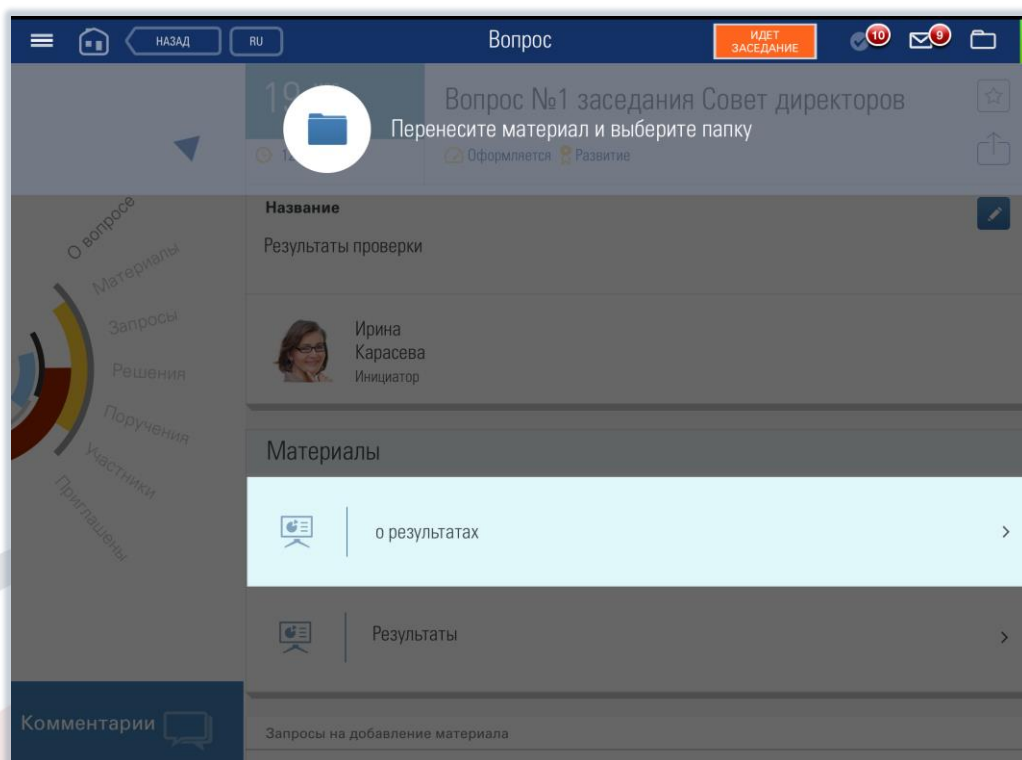 НАЗАД
RU
Вопрос
ИДЕТ
ЗАСЕДАНИЕ
10
9
19
Вопрос №1 заседания Совет директоров
Перенесите материал и выберите папку
Оформляется Развитие
Название
Результаты проверки
Ирина
Карасева
Инициатор
О вопросе
Материалы
Запросы
Решения
Поручения
Участники
Приглашены
Материалы
о результатах
Результаты
Комментарии
Запросы на добавление материала